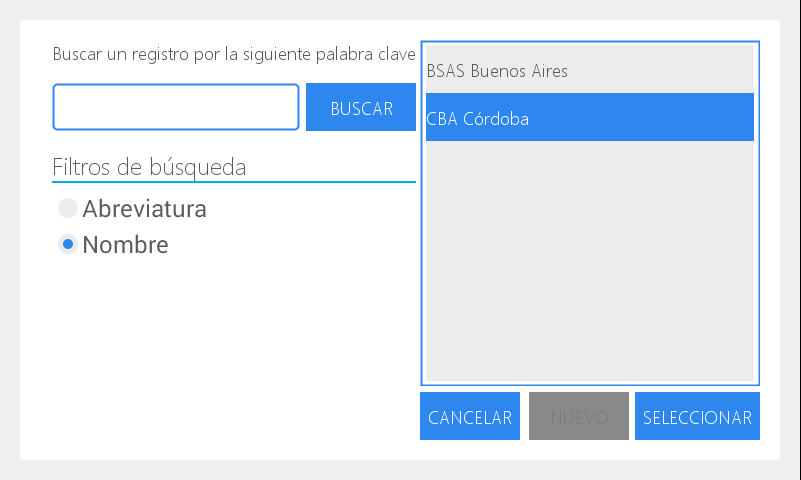 Buscar un registro por la siguiente palabra clave
BUSCAR
Filtros de búsqueda
Abreviatura
Nombre
BSAS Buenos Aires
CBA Córdoba
CANCELAR
NUEVO
SELECCIONAR